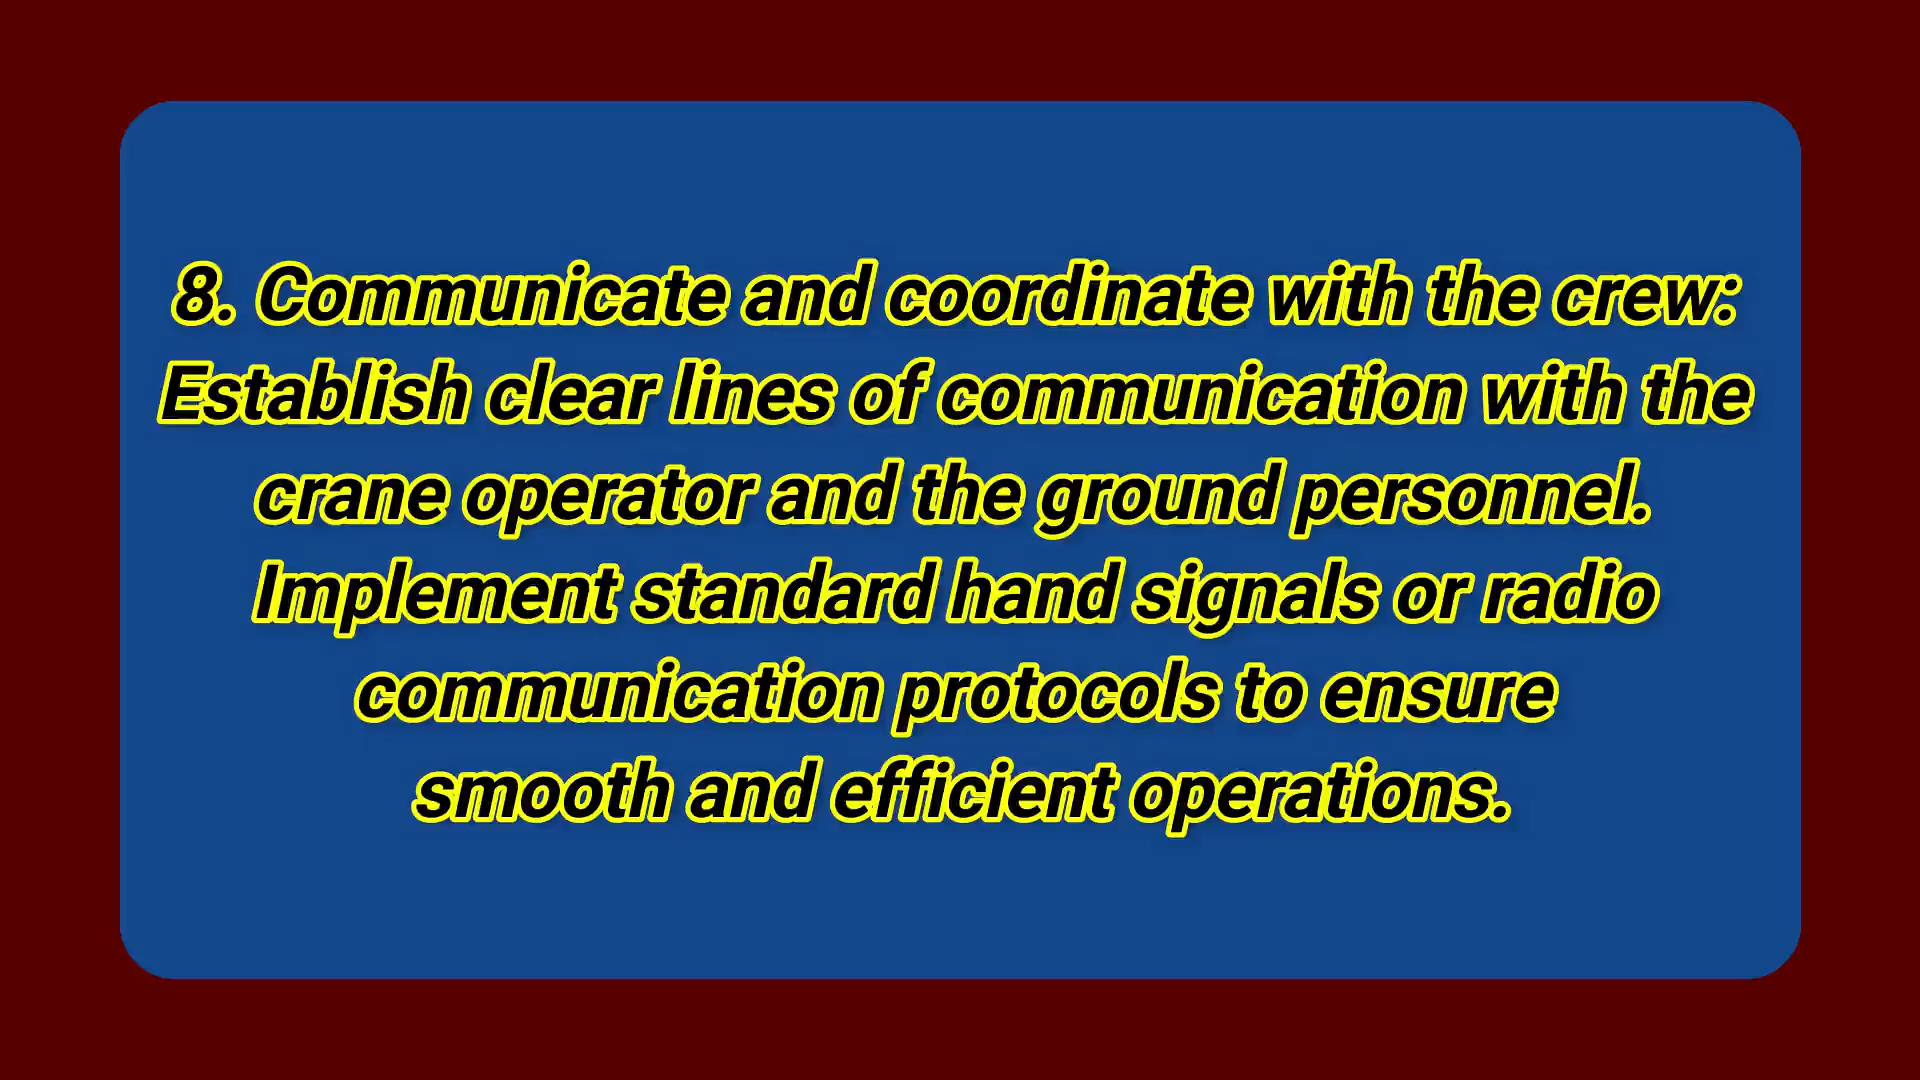 8. Communicate and coordinate with the crew:
Establish clear lines of communication with the
crane operator and the ground personnel.
Implement standard hand signals or radio
communication protocols to ensure
smooth and efficient operations.